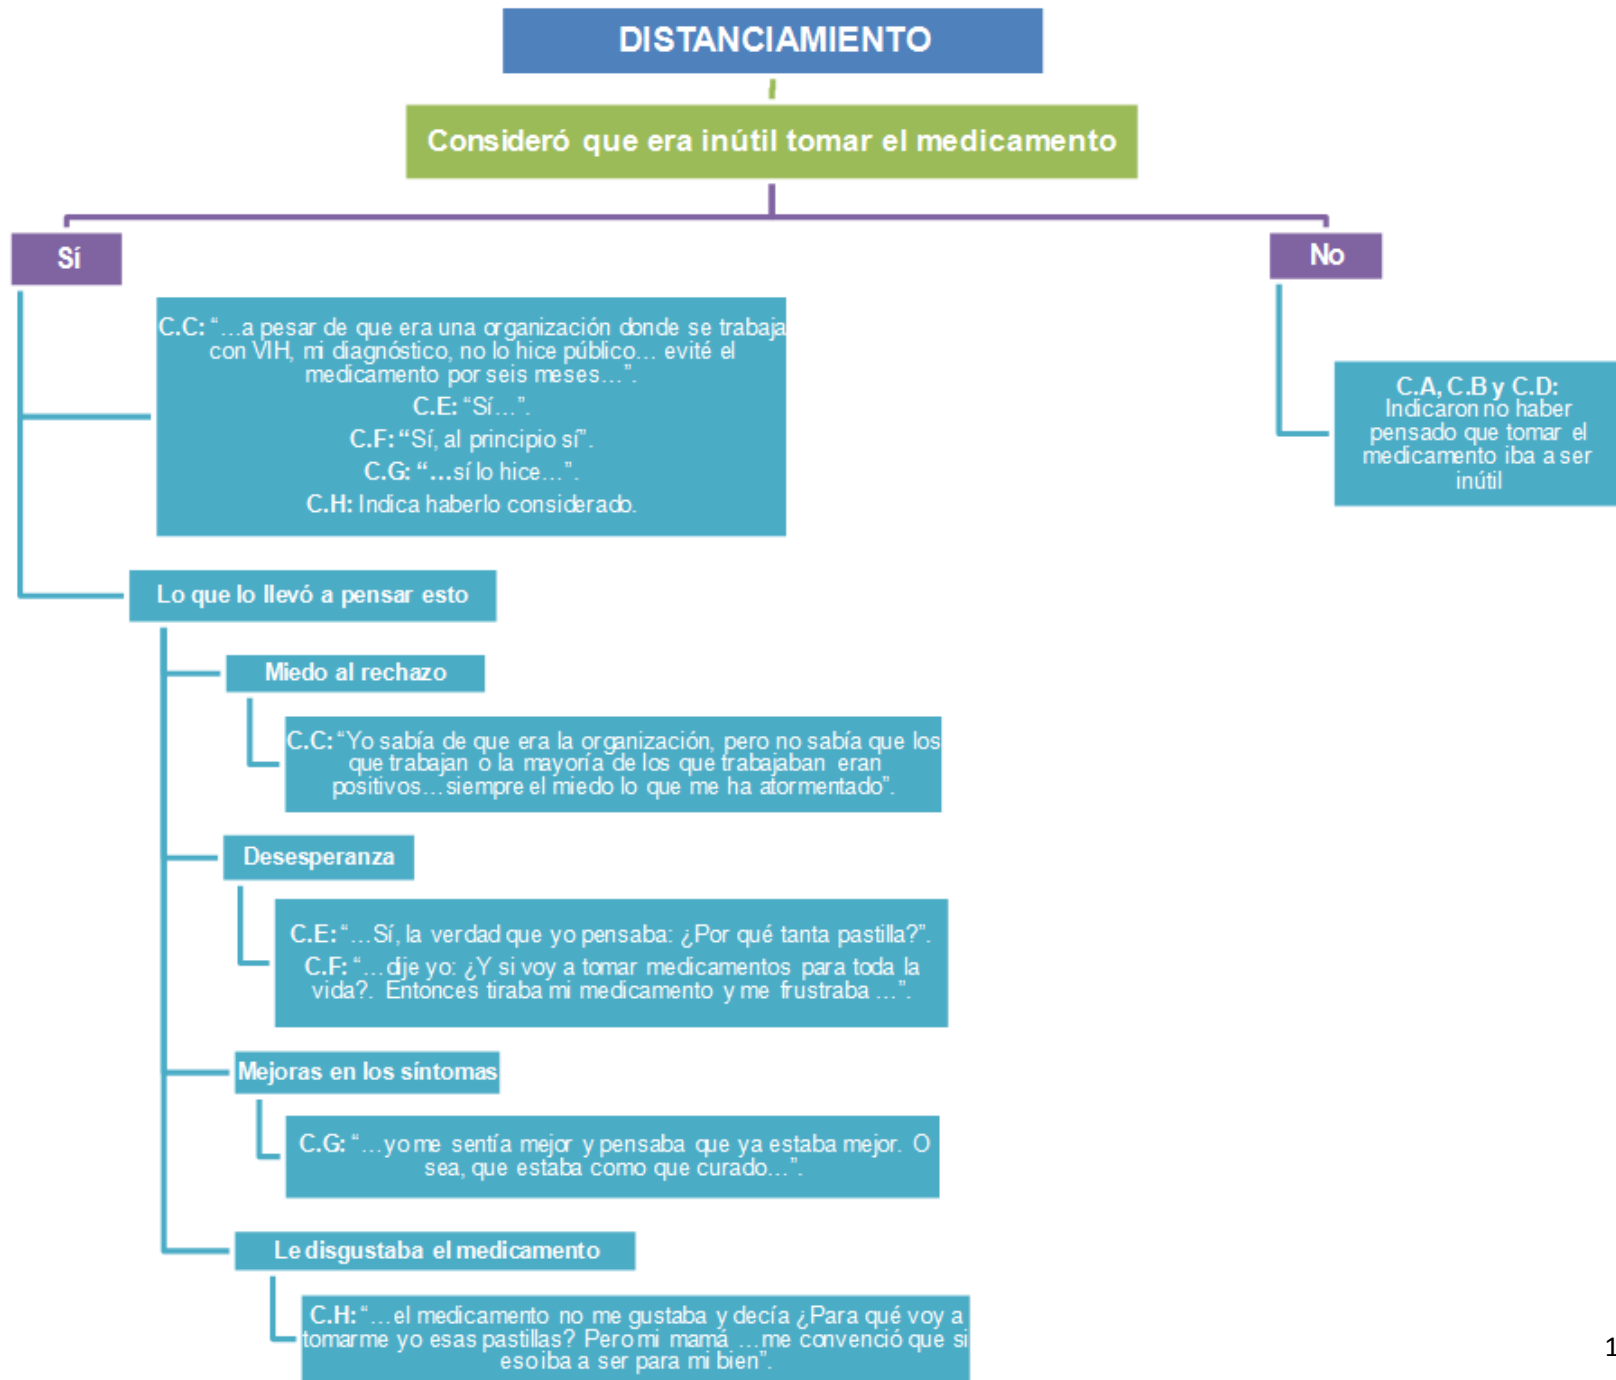 DISTANCIAMIENTO
Consideró que era inútil tomar el medicamento
Sí
No
C.C: “…a pesar de que era una organización donde se trabaja
con VIH, mi diagnóstico, no lo hice público… evité el
medicamento por seis meses…”.
C.E: “Sí…”.
C.F: “Sí, al principio sí”.
C.G: “…sí lo hice…”.
C.H: Indica haberlo considerado.
C.A, C.B y C.D:
Indicaron no haber
pensado que tomar el
medicamento iba a ser
inútil
Lo que lo llevó a pensar esto
Miedo al rechazo
C.C: “Yo sabía de que era la organización, pero no sabía que los
que trabajan o la mayoría de los que trabajaban eran
positivos…siempre el miedo lo que me ha atormentado”.
Desesperanza
C.E: “…Sí, la verdad que yo pensaba: ¿Por qué tanta pastilla?”.
C.F: “…dije yo: ¿Y si voy a tomar medicamentos para toda la
vida?. Entonces tiraba mi medicamento y me frustraba …”.
Mejoras en los síntomas
C.G: “…yo me sentía mejor y pensaba que ya estaba mejor. O
sea, que estaba como que curado…”.
Le disgustaba el medicamento
C.H: “…el medicamento no me gustaba y decía ¿Para qué voy a
tomarme yo esas pastillas? Pero mi mamá …me convenció que si
eso iba a ser para mi bien”.
1